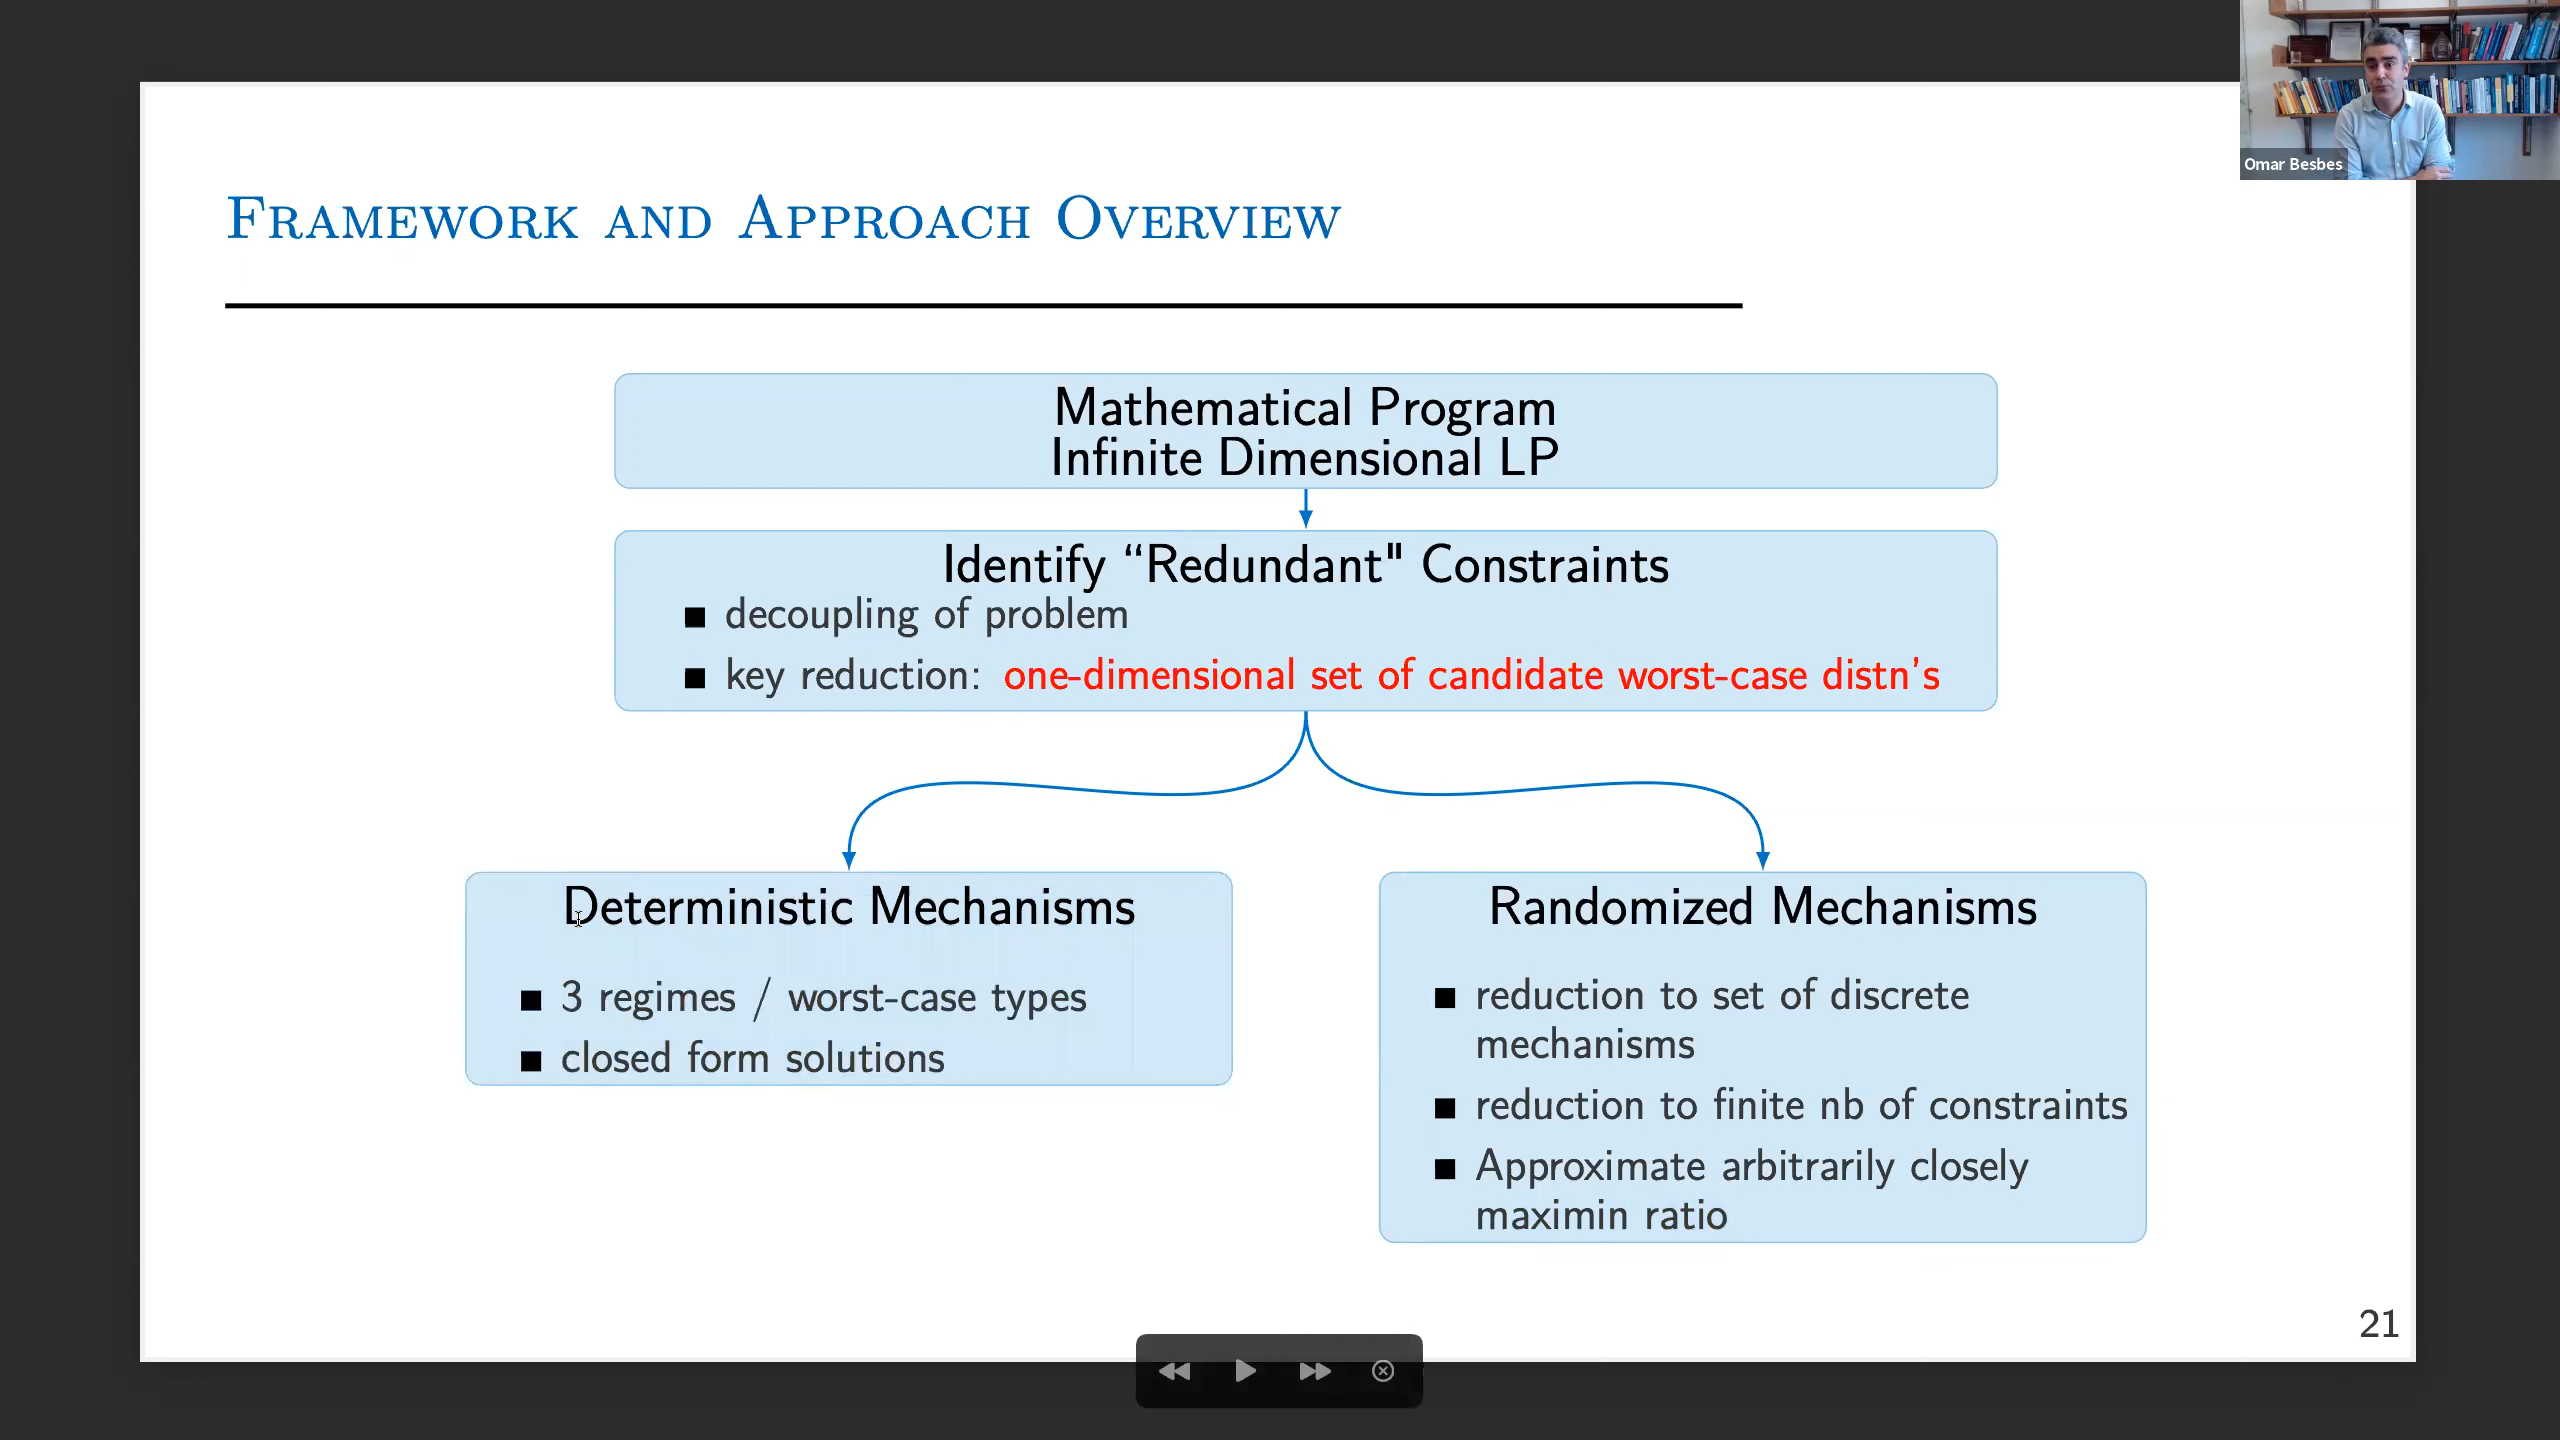 Omar Besbes
Framework and Approach Overview
Mathematical Program
Infinite Dimensional LP
Identify “Redundant" Constraints
decoupling of problem
key reduction: one-dimensional set of candidate worst-case distn's
Deterministic Mechanisms
3 regimes / worst-case types
closed form solutions
Randomized Mechanisms
reduction to set of discrete
mechanisms
reduction to finite nb of constraints
Approximate arbitrarily closely
maximin ratio
21